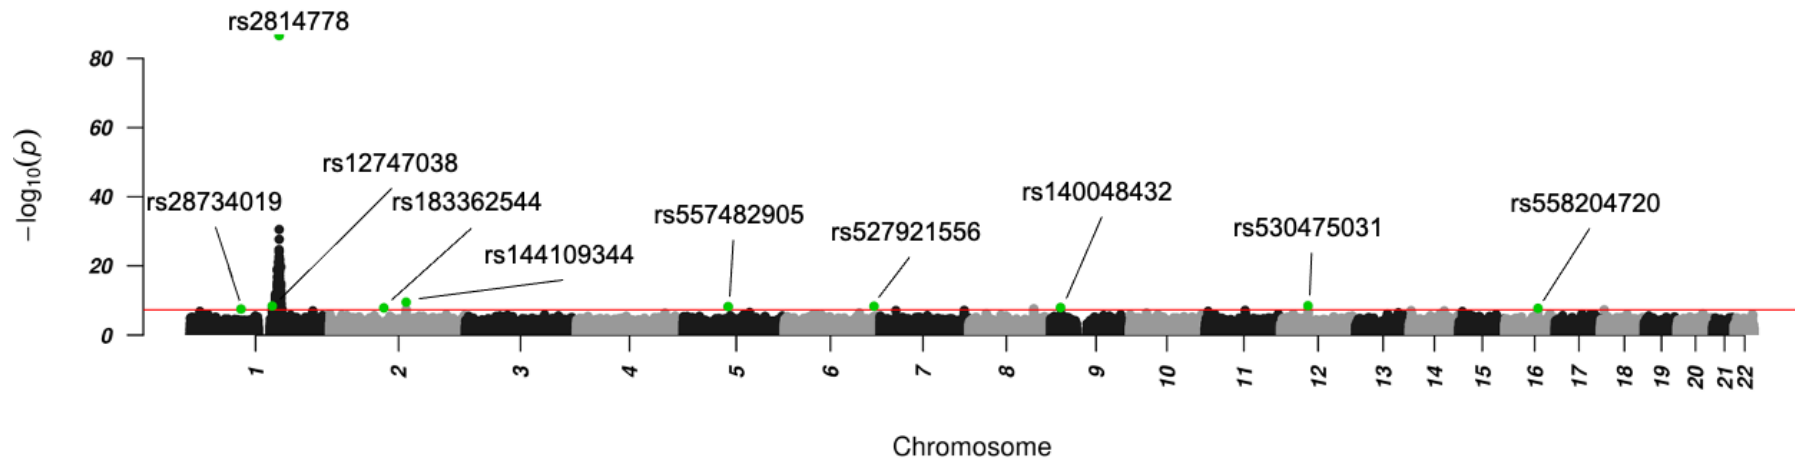 rs2814778
80
60
40
20
0
−log10(p)
rs12747038
rs28734019
rs183362544
rs144109344
rs557482905
rs527921556
rs140048432
rs530475031
rs558204720
1 2 3 4 5 6 7 8 9 10 11 12 13 14 15 16 17 18 19 20 21 22
Chromosome